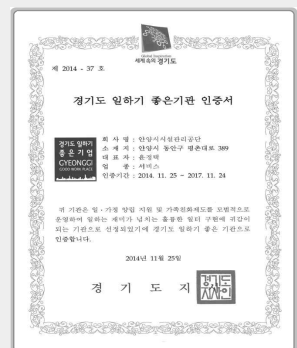 세계 속의 경기도
제 2014 - 37 호
경기도 일하기 좋은기관 인증서
경기도 일하기
좋은기업
GYEONGGI
GOOD WORK PLACE
회 사 명 : 안양시시설관리공단
소 재 지 : 안양시 동안구 평촌대로 389
대 표 자 : 윤정택
업 종 : 서비스
인증기간 : 2014. 11. 25 ~ 2017. 11. 24
귀 기관은 일·가정 양립 지원 및 가족친화제도를 모범적으로
운영하여 일하는 재미가 넘치는 훌륭한 일터 구현에 귀감이
되는 기관으로 선정되었기에 경기도 일하기 좋은 기관으로
인증합니다.
2014년 11월 25일
경 기 도 지
경기도
지사인